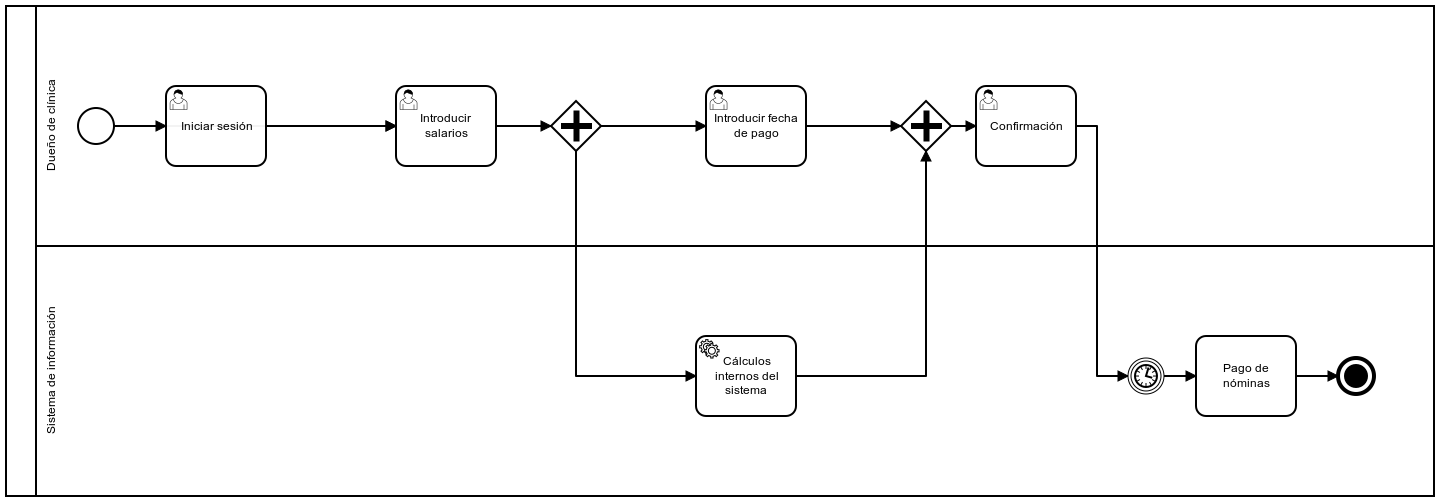 Dueño de clínica
Iniciar sesión
Introducir
salarios
Introducir fecha
de pago
Confirmación
Sistema de información
Cálculos
internos del
sistema
Pago de
nóminas